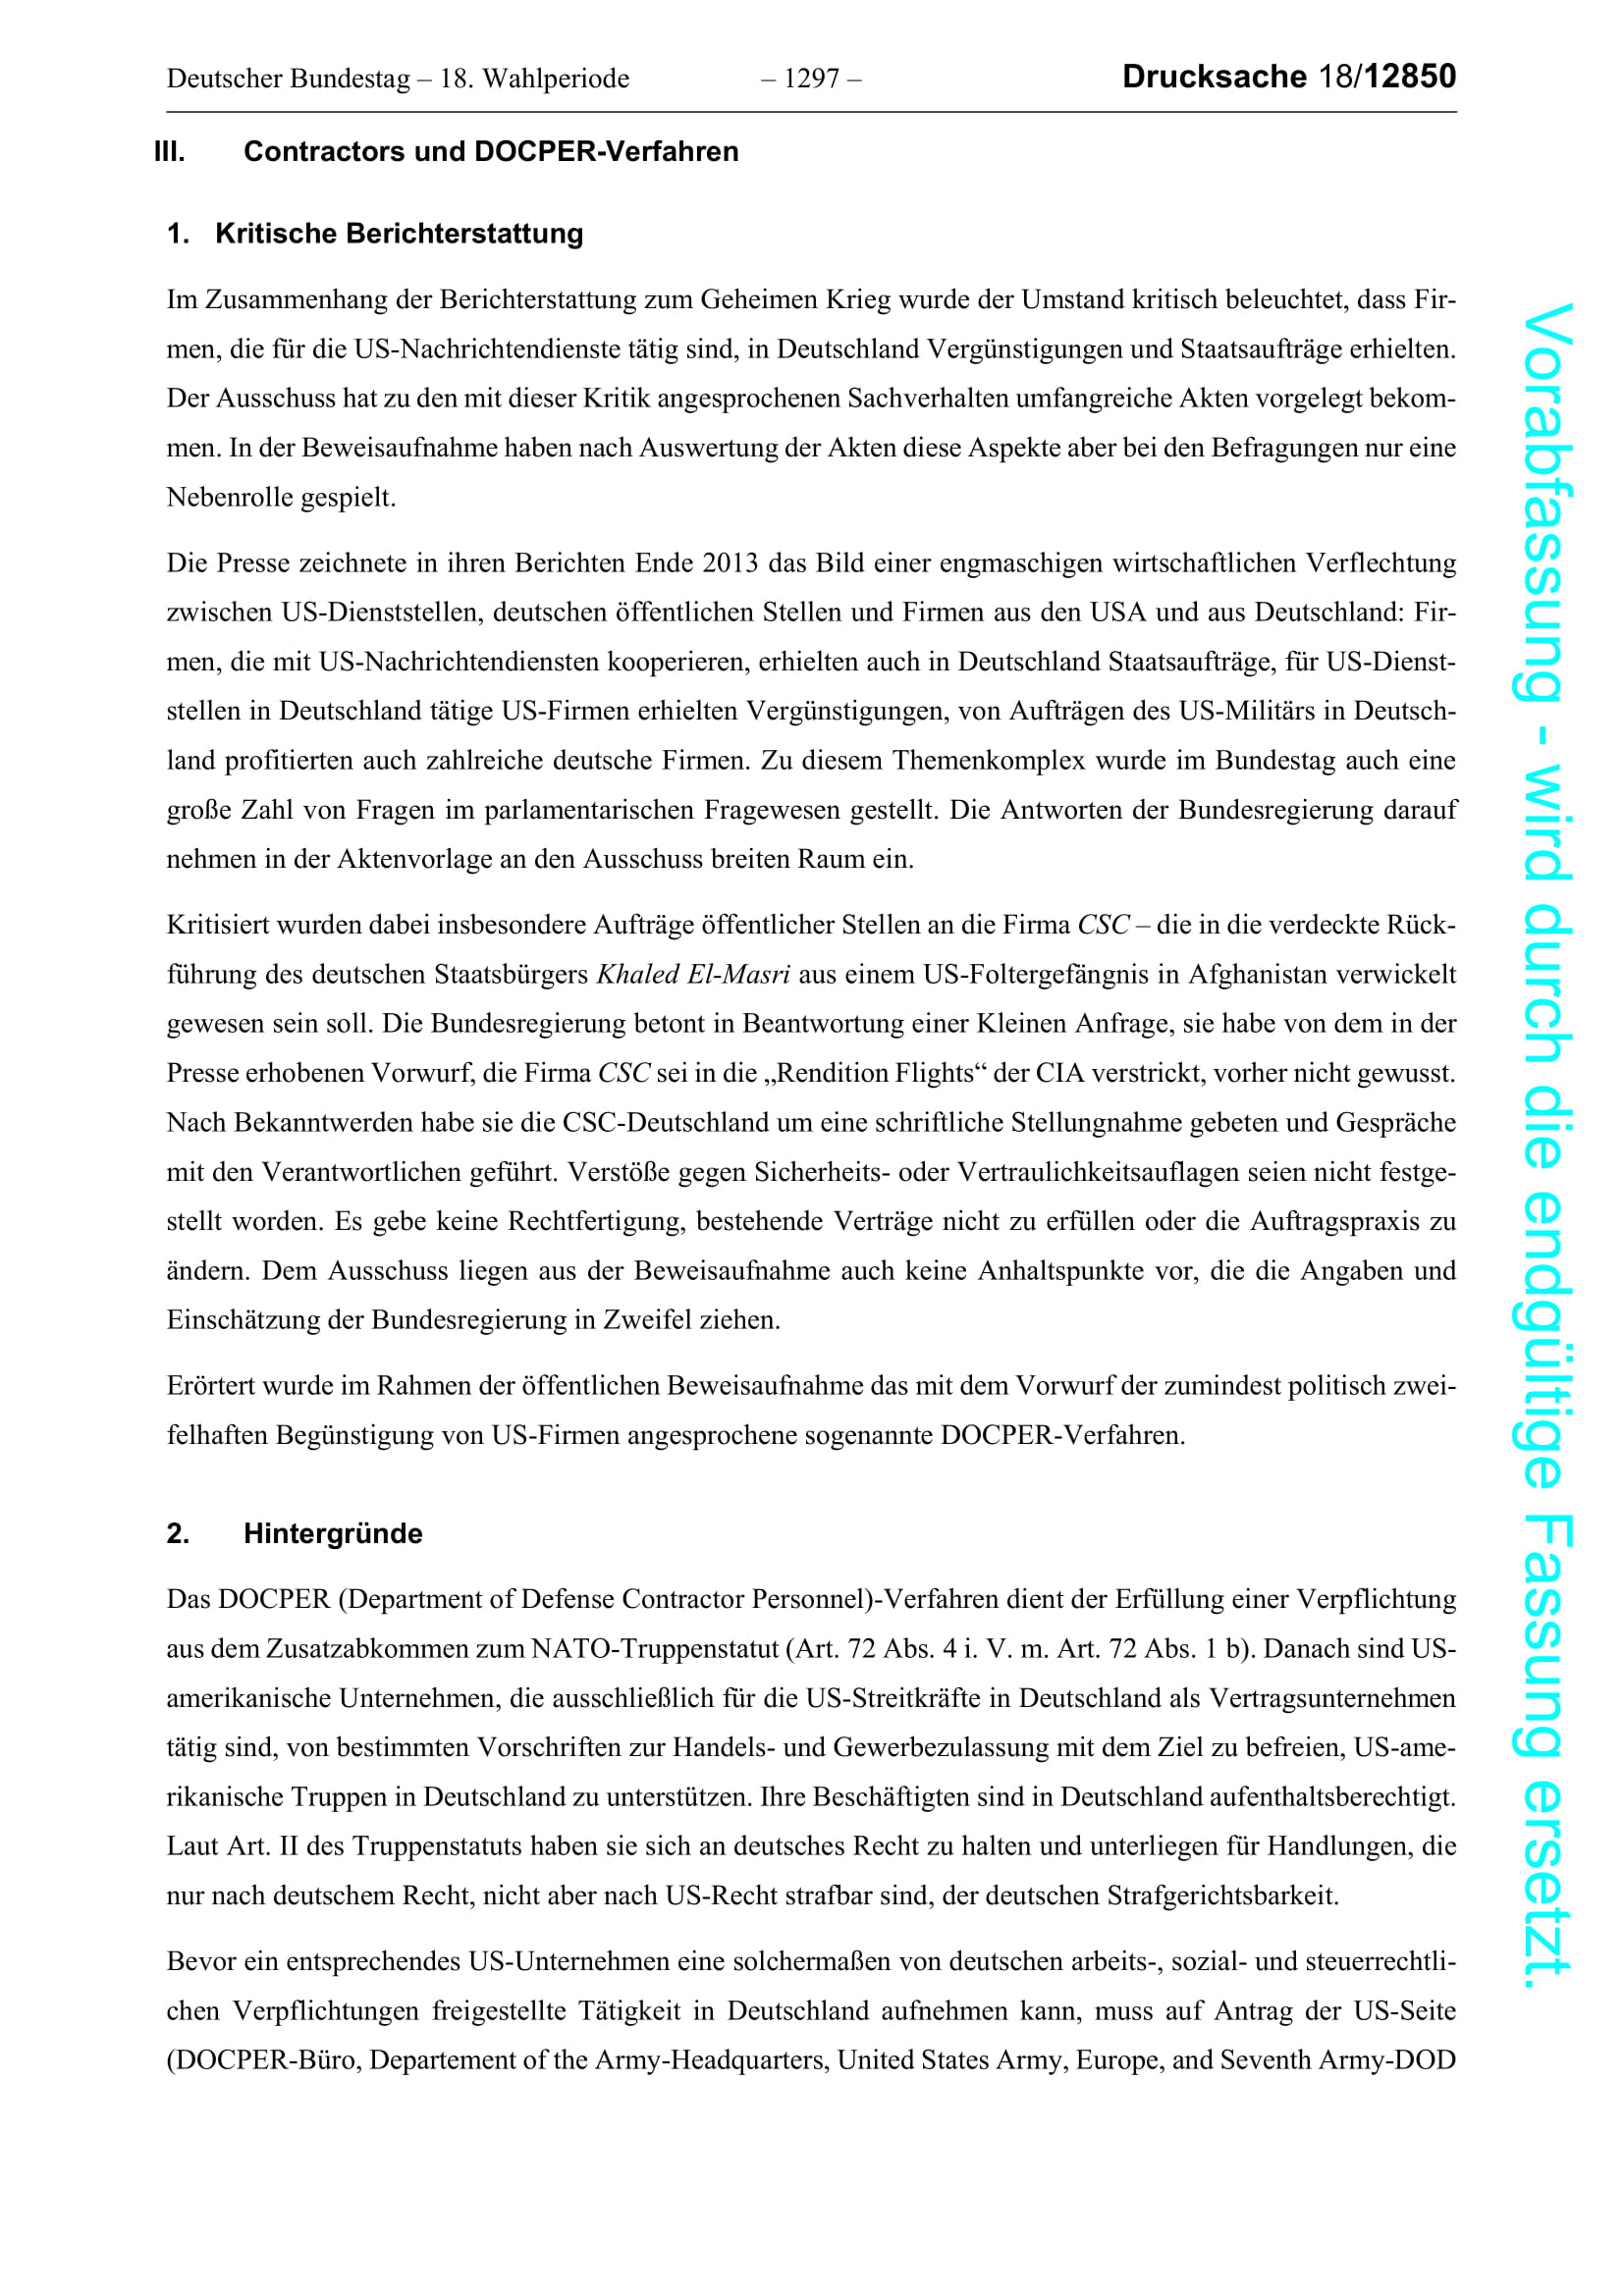 Deutscher Bundestag – 18. Wahlperiode – 1297 – Drucksache 18/12850
III. Contractors und DOCPER-Verfahren
1. Kritische Berichterstattung
Im Zusammenhang der Berichterstattung zum Geheimen Krieg wurde der Umstand kritisch beleuchtet, dass Fir-
men, die für die US-Nachrichtendienste tätig sind, in Deutschland Vergünstigungen und Staatsaufträge erhielten.
Der Ausschuss hat zu den mit dieser Kritik angesprochenen Sachverhalten umfangreiche Akten vorgelegt bekom-
men. In der Beweisaufnahme haben nach Auswertung der Akten diese Aspekte aber bei den Befragungen nur eine
Nebenrolle gespielt.
Die Presse zeichnete in ihren Berichten Ende 2013 das Bild einer engmaschigen wirtschaftlichen Verflechtung
zwischen US-Dienststellen, deutschen öffentlichen Stellen und Firmen aus den USA und aus Deutschland: Fir-
men, die mit US-Nachrichtendiensten kooperieren, erhielten auch in Deutschland Staatsaufträge, für US-Dienst-
stellen in Deutschland tätige US-Firmen erhielten Vergünstigungen, von Aufträgen des US-Militärs in Deutsch-
land profitierten auch zahlreiche deutsche Firmen. Zu diesem Themenkomplex wurde im Bundestag auch eine
große Zahl von Fragen im parlamentarischen Fragewesen gestellt. Die Antworten der Bundesregierung darauf
nehmen in der Aktenvorlage an den Ausschuss breiten Raum ein.
Kritisiert wurden dabei insbesondere Aufträge öffentlicher Stellen an die Firma CSC – die in die verdeckte Rück-
führung des deutschen Staatsbürgers Khaled El-Masri aus einem US-Foltergefängnis in Afghanistan verwickelt
gewesen sein soll. Die Bundesregierung betont in Beantwortung einer Kleinen Anfrage, sie habe von dem in der
Presse erhobenen Vorwurf, die Firma CSC sei in die „Rendition Flights“ der CIA verstrickt, vorher nicht gewusst.
Nach Bekanntwerden habe sie die CSC-Deutschland um eine schriftliche Stellungnahme gebeten und Gespräche
mit den Verantwortlichen geführt. Verstöße gegen Sicherheits- oder Vertraulichkeitsauflagen seien nicht festge-
stellt worden. Es gebe keine Rechtfertigung, bestehende Verträge nicht zu erfüllen oder die Auftragspraxis zu
ändern. Dem Ausschuss liegen aus der Beweisaufnahme auch keine Anhaltspunkte vor, die die Angaben und
Einschätzung der Bundesregierung in Zweifel ziehen.
Erörtert wurde im Rahmen der öffentlichen Beweisaufnahme das mit dem Vorwurf der zumindest politisch zwei-
felhaften Begünstigung von US-Firmen angesprochene sogenannte DOCPER-Verfahren.
2. Hintergründe
Das DOCPER (Department of Defense Contractor Personnel)-Verfahren dient der Erfüllung einer Verpflichtung
aus dem Zusatzabkommen zum NATO-Truppenstatut (Art. 72 Abs. 4 i. V. m. Art. 72 Abs. 1 b). Danach sind US-
amerikanische Unternehmen, die ausschließlich für die US-Streitkräfte in Deutschland als Vertragsunternehmen
tätig sind, von bestimmten Vorschriften zur Handels- und Gewerbezulassung mit dem Ziel zu befreien, US-ame-
rikanische Truppen in Deutschland zu unterstützen. Ihre Beschäftigten sind in Deutschland aufenthaltsberechtigt.
Laut Art. II des Truppenstatuts haben sie sich an deutsches Recht zu halten und unterliegen für Handlungen, die
nur nach deutschem Recht, nicht aber nach US-Recht strafbar sind, der deutschen Strafgerichtsbarkeit.
Bevor ein entsprechendes US-Unternehmen eine solchermaßen von deutschen arbeits-, sozial- und steuerrechtli-
chen Verpflichtungen freigestellte Tätigkeit in Deutschland aufnehmen kann, muss auf Antrag der US-Seite
(DOCPER-Büro, Departement of the Army-Headquarters, United States Army, Europe, and Seventh Army-DOD
Vorabfassung - wird durch die endgültige Fassung ersetzt.